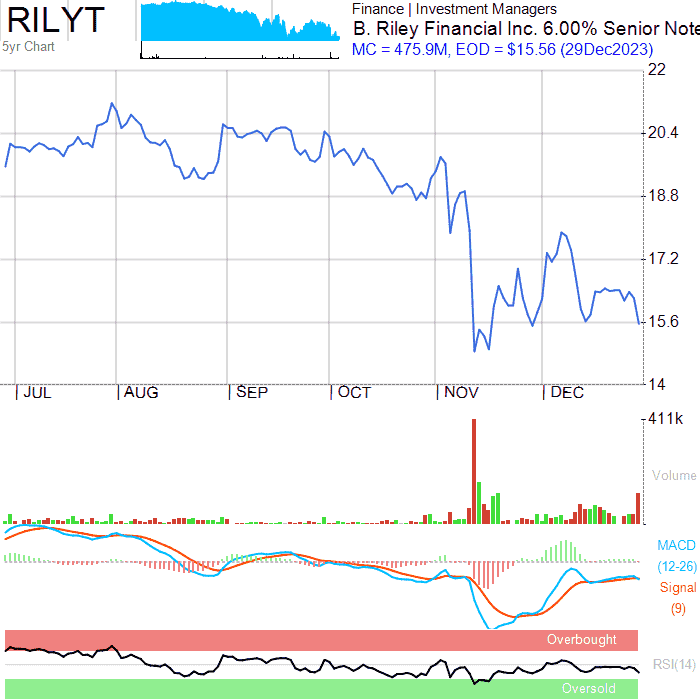 RILYT
5yr Chart
Finance | Investment Managers
B. Riley Financial Inc. 6.00% Senior Note
MC = 475.9M, EOD = $15.56 (29Dec2023)
22
20.4
18.8
17.2
15.6
14
JUL AUG SEP OCT NOV DEC
411k
Volume
MACD
(12-26)
Signal
(9)
Overbought
RSI(14)
Oversold